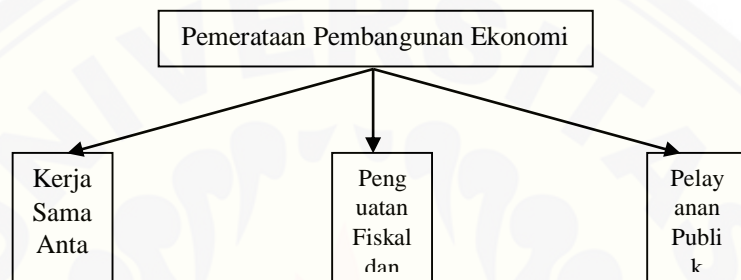 Pemerataan Pembangunan Ekonomi
Kerja
Sama
Anta
Peng
uatan
Fiskal
dan
Pelay
anan
Publi
k